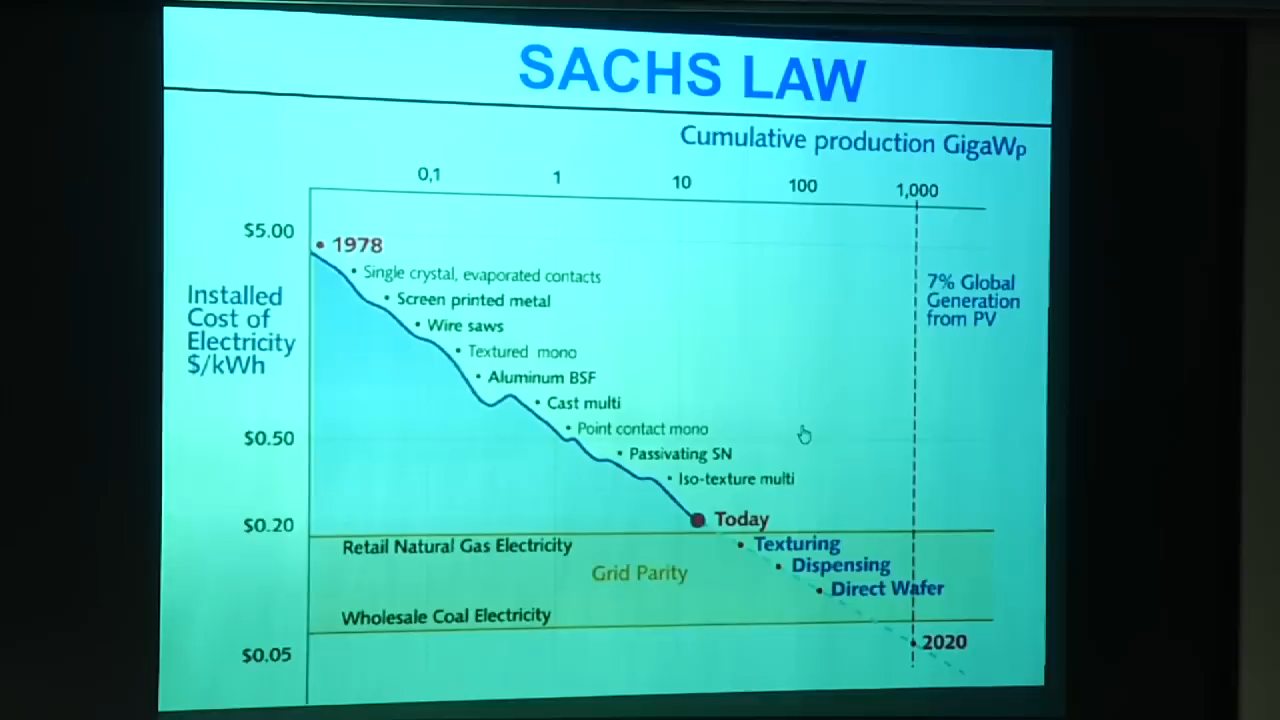 SACHS LAW
Cumulative production GigaWp
0,1 1 10 100 1,000
$5.00
1978
Single crystal, evaporated contacts
7% Global
Generation
from PV
Installed
Cost of
Electricity
$/kWh
Screen printed metal
Wire saws
Textured mono
Aluminum BSF
Cast multi
Point contact mono
$0.50
Passivating SN
Iso-texture multi
$0.20
Today
Retail Natural Gas Electricity
Texturing
Grid Parity
Dispensing
Direct Wafer
Wholesale Coal Electricity
2020
$0.05